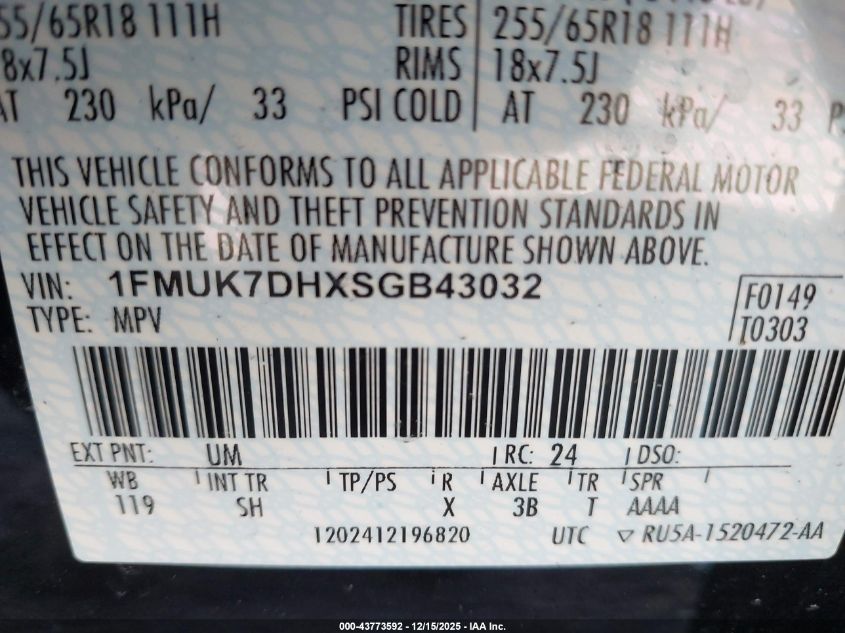 55/65R18 111H TIRES 255/65R18 111H
8x7.5J RIMS 18x7.5J
AT 230 kPa/ 33 PSI COLD AT 230 kPa/ 33
THIS VEHICLE CONFORMS TO ALL APPLICABLE FEDERAL MOTOR
VEHICLE SAFETY AND THEFT PREVENTION STANDARDS IN
EFFECT ON THE DATE OF MANUFACTURE SHOWN ABOVE.
VIN: 1FMUK7DHXSGB43032 F0149
TYPE: MPV T0303
EXT PNT: UM RC: 24 DSO:
WB INT TR TP/PS R AXLE TR SPR
119 SH X 3B T AAAA
1202412196820 UTC ▽ RU5A-1520472-AA
000-43773592 - 12/15/2025 - IAA Inc.